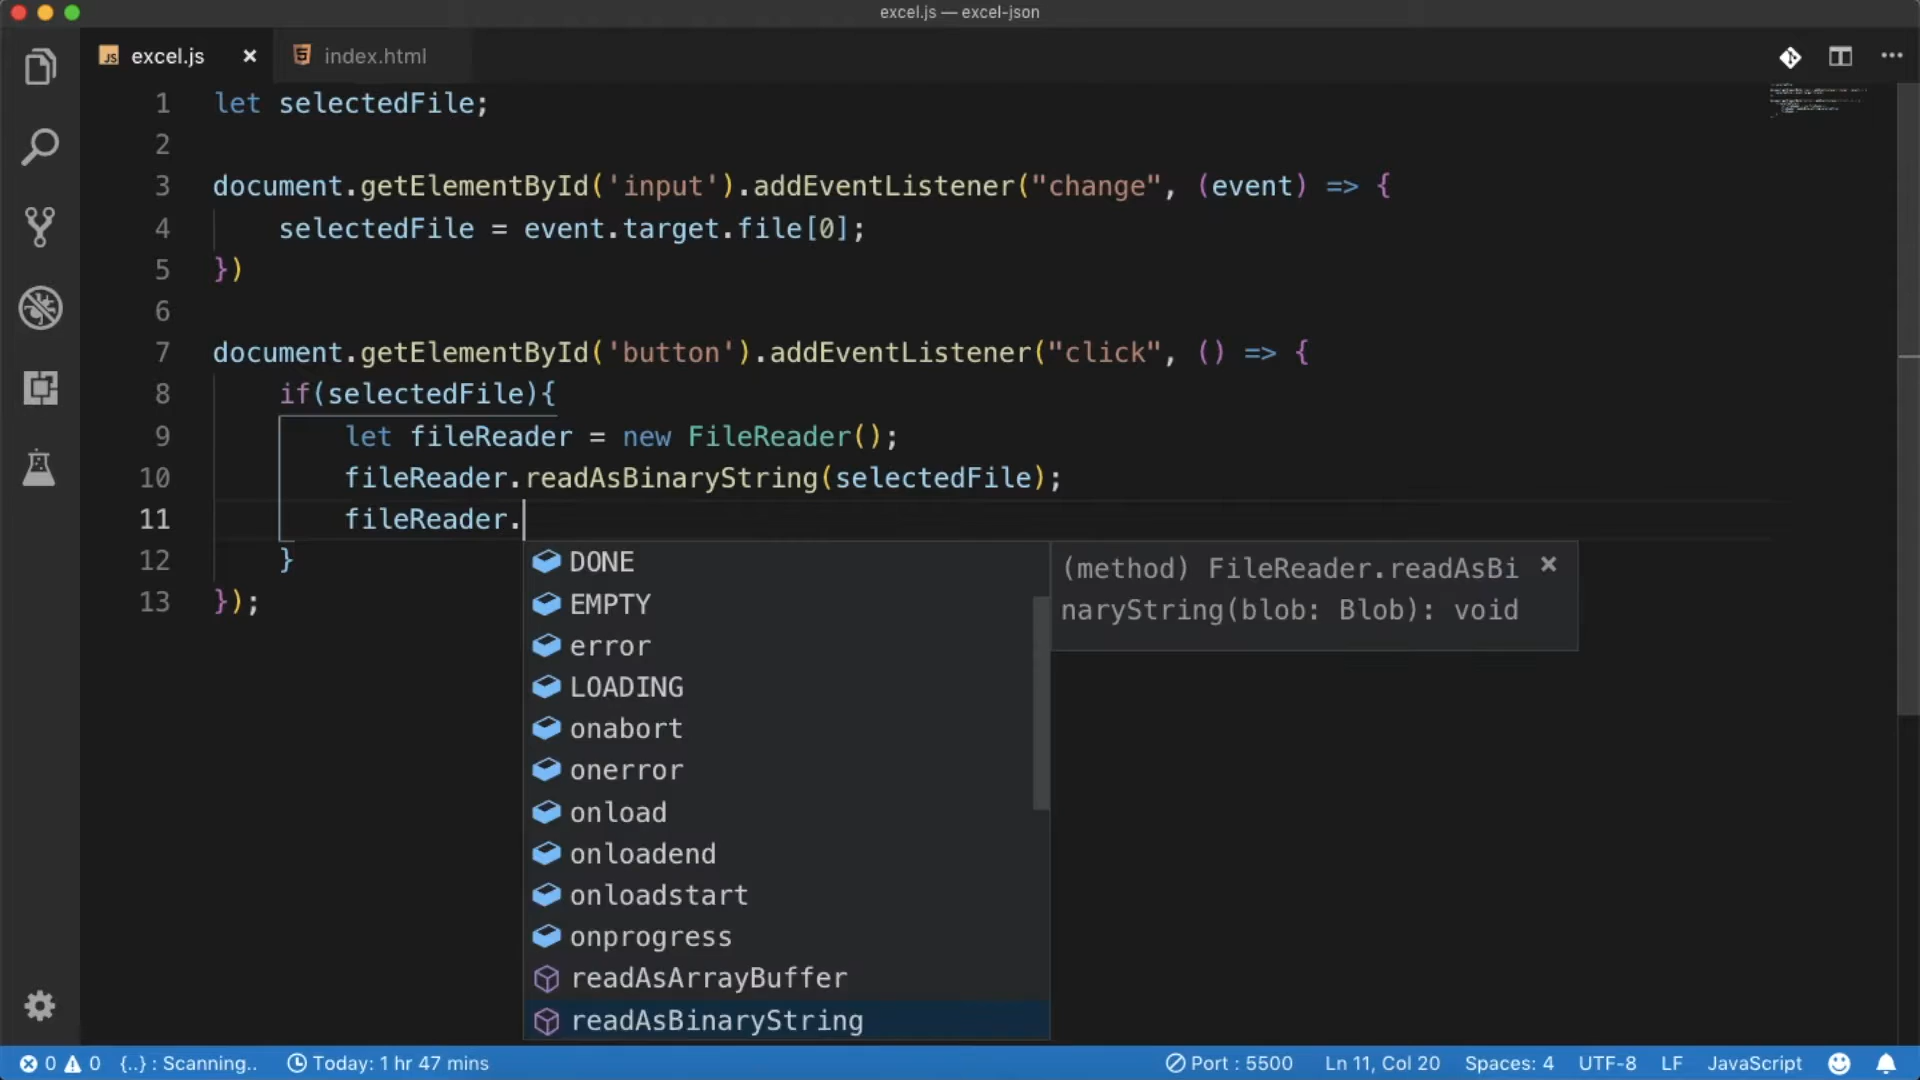 excel.js — excel-json
JS excel.js × 5 index.html
1 let selectedFile;
2
3 document.getElementById('input').addEventListener("change", (event) => {
4 selectedFile = event.target.file[0];
5 })
6
7 document.getElementById('button').addEventListener("click", () => {
8 if(selectedFile){
9 let fileReader = new FileReader();
10 fileReader.readAsBinaryString(selectedFile);
11 fileReader.
12 }
13 });
DONE
EMPTY
error
LOADING
onabort
onerror
onload
onloadend
onloadstart
onprogress
readAsArrayBuffer
readAsBinaryString
(method) FileReader.readAsBi
naryString(blob: Blob): void
0 0 {..} : Scanning.. Today: 1 hr 47 mins Port : 5500 Ln 11, Col 20 Spaces: 4 UTF-8 LF JavaScript